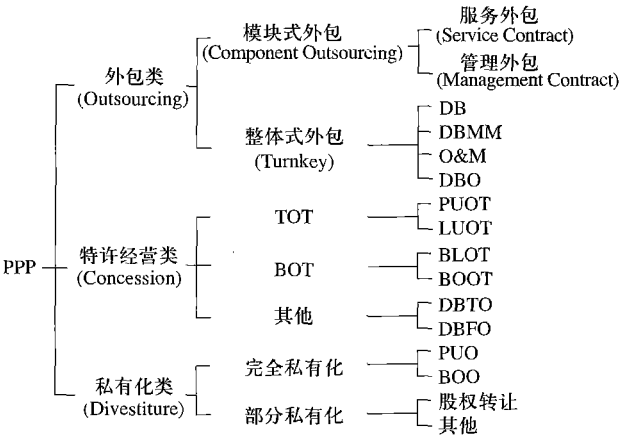 PPP
外包类
(Outsourcing)
模块式外包
(Component Outsourcing)
服务外包
(Service Contract)
管理外包
(Management Contract)
整体式外包
(Turnkey)
DB
DBMM
O&M
DBO
特许经营类
(Concession)
TOT
PUOT
LUOT
BOT
BLOT
BOOT
其他
DBTO
DBFO
私有化类
(Divestiture)
完全私有化
PUO
BOO
部分私有化
股权转让
其他